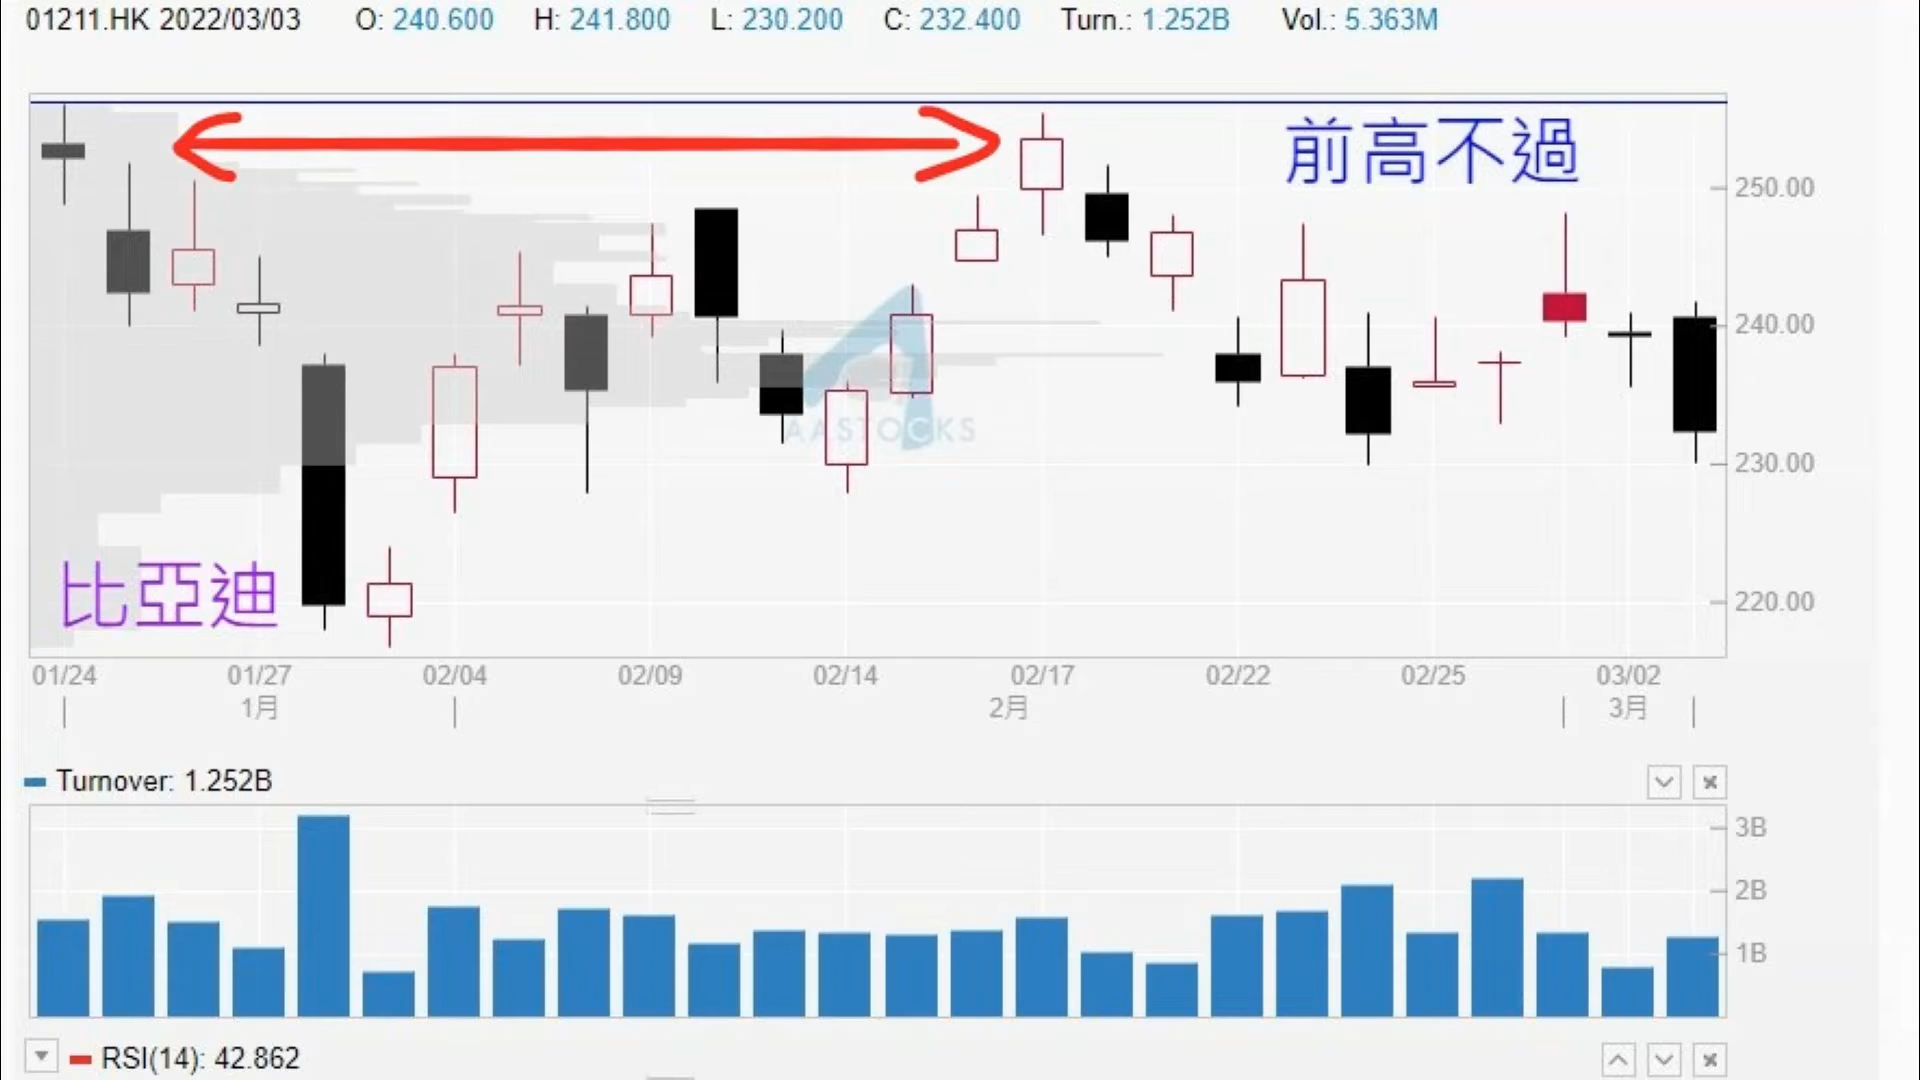 01211.HK 2022/03/03 O: 240.600 H: 241.800 L: 230.200 C: 232.400 Turn.: 1.252B Vol.: 5.363M
前高不過
250.00
240.00
AASTOCKS
230.00
比亞迪
220.00
01/24 01/27 02/04 02/09 02/14 02/17 02/22 02/25 03/02
1月 2月 3月
Turnover: 1.252B
3B
2B
1B
RSI(14): 42.862